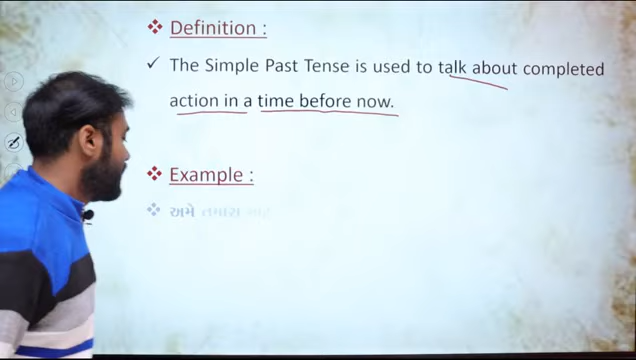 Definition :
The Simple Past Tense is used to talk about completed
action in a time before now.
Example :
અમે તમારા